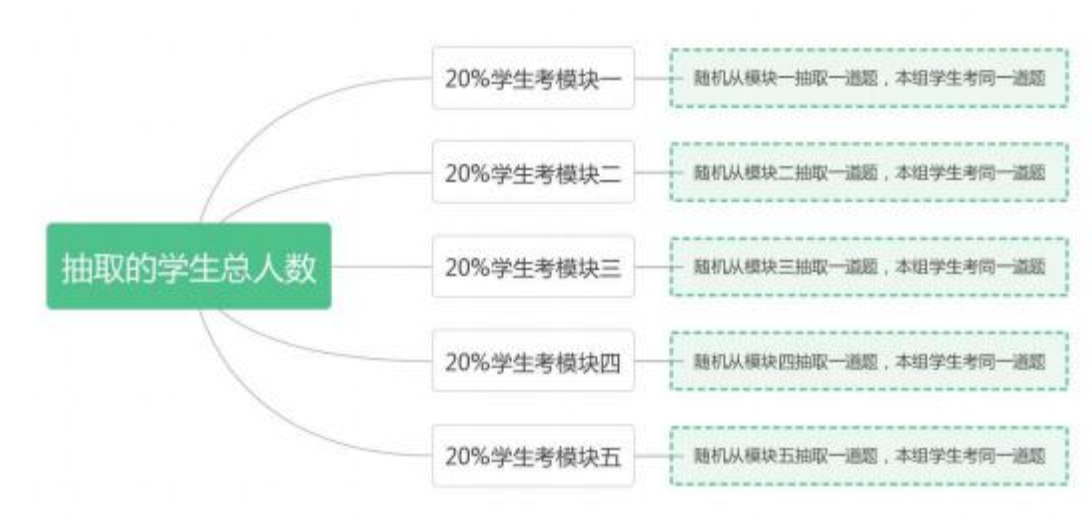 抽取的学生总人数
20%学生考模块一
随机从模块一抽取一道题，本组学生考同一道题
20%学生考模块二
随机从模块二抽取一道题，本组学生考同一道题
20%学生考模块三
随机从模块三抽取一道题，本组学生考同一道题
20%学生考模块四
随机从模块四抽取一道题，本组学生考同一道题
20%学生考模块五
随机从模块五抽取一道题，本组学生考同一道题